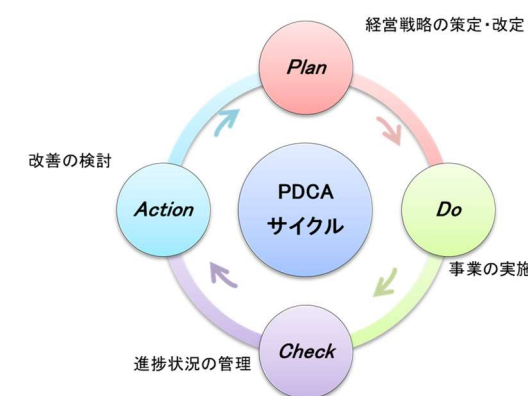 経営戦略の策定・改定
Plan
改善の検討
Action
PDCA
サイクル
Do
事業の実施
Check
進捗状況の管理